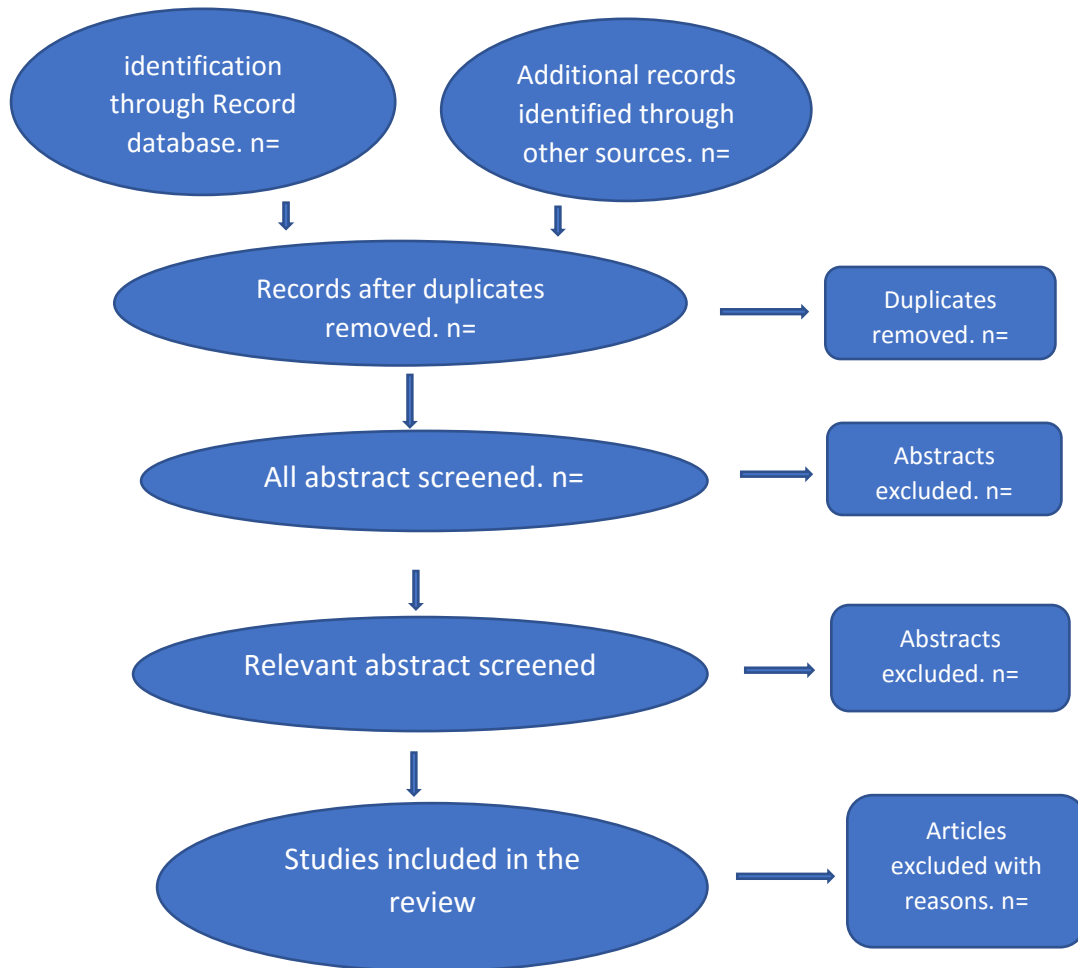 identification
through Record
database. n=
Additional records
identified through
other sources. n=
Records after duplicates
removed. n=
Duplicates
removed. n=
All abstract screened. n=
Abstracts
excluded. n=
Relevant abstract screened
Abstracts
excluded. n=
Studies included in the
review
Articles
excluded with
reasons. n=